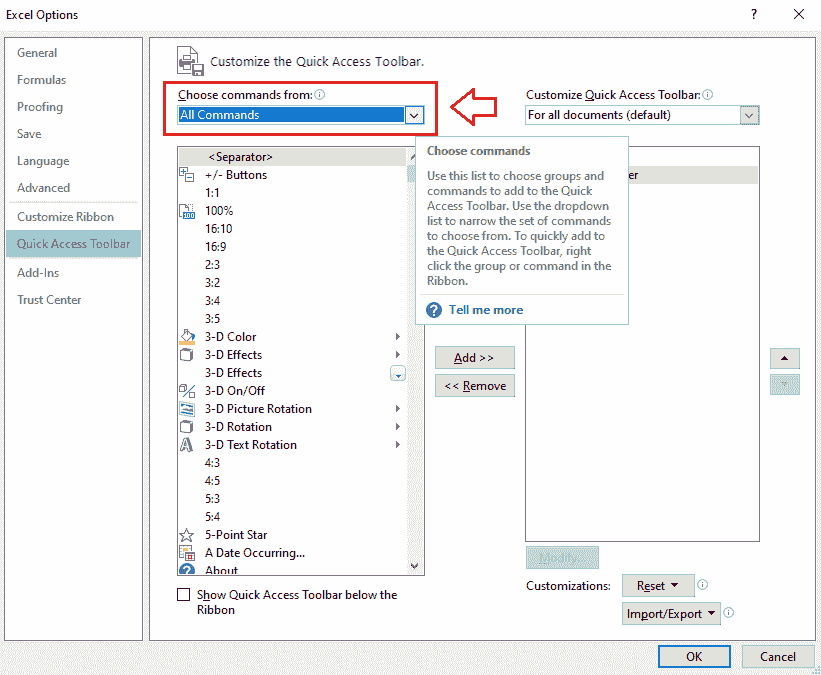 Excel Options
?
General
Formulas
Proofing
Save
Language
Advanced
Customize Ribbon
Quick Access Toolbar
Add-Ins
Trust Center
Customize the Quick Access Toolbar.
Choose commands from:
All Commands
<Separator>
+/- Buttons
1:1
100%
16:10
16:9
2:3
3:2
3:4
3:5
3-D Color
3-D Effects
3-D Effects
3-D On/Off
3-D Picture Rotation
3-D Rotation
3-D Text Rotation
4:3
4:5
5:3
5:4
5-Point Star
A Date Occurring...
About
Show Quick Access Toolbar below the
Ribbon
Choose commands
Use this list to choose groups and
commands to add to the Quick
Access Toolbar. Use the dropdown
list to narrow the set of commands
to choose from. To quickly add to
the Quick Access Toolbar, right
click the group or command in the
Ribbon.
Tell me more
Add >>
<< Remove
Customize Quick Access Toolbar:
For all documents (default)
er
Modify...
Customizations:
Reset
Import/Export
OK
Cancel